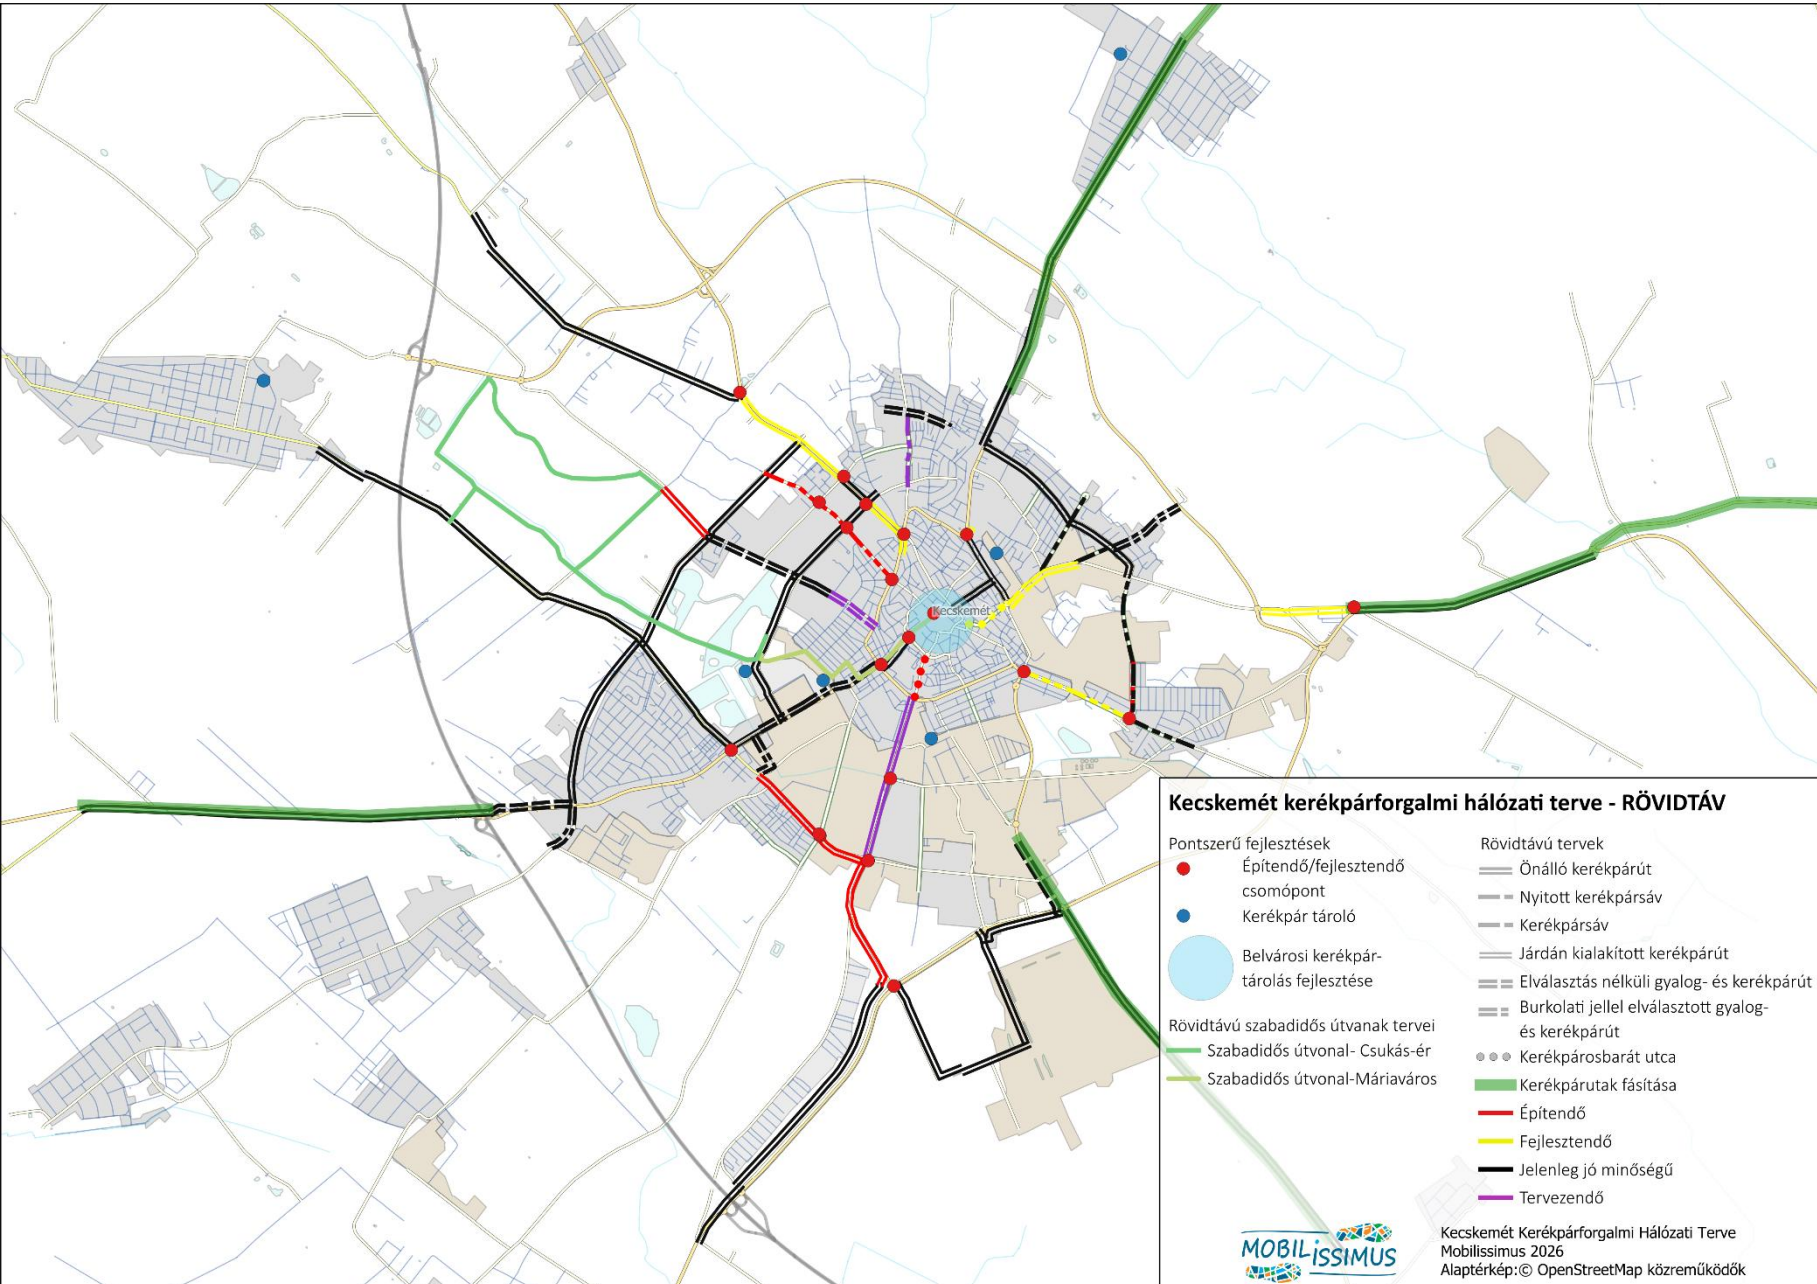 Kecskemét
Kecskemét kerékpárforgalmi hálózati terve - RÖVIDTÁV
Pontszerű fejlesztések
Építendő/fejlesztendő
csomópont
Kerékpár tároló
Belvárosi kerékpár-
tárolás fejlesztése
Rövidtávú szabadidős útvanak tervei
Szabadidős útvonal- Csukás-ér
Szabadidős útvonal-Máriaváros
Rövidtávú tervek
Önálló kerékpárút
Nyitott kerékpársáv
Kerékpársáv
Járdán kialakított kerékpárút
Elválasztás nélküli gyalog- és kerékpárút
Burkolati jellel elválasztott gyalog-
és kerékpárút
Kerékpárosbarát utca
Kerékpárutak fásítása
Építendő
Fejlesztendő
Jelenleg jó minőségű
Tervezendő
MOBILISSIMUS
Kecskemét Kerékpárforgalmi Hálózati Terve
Mobilissimus 2026
Alaptérkép:© OpenStreetMap közreműködők